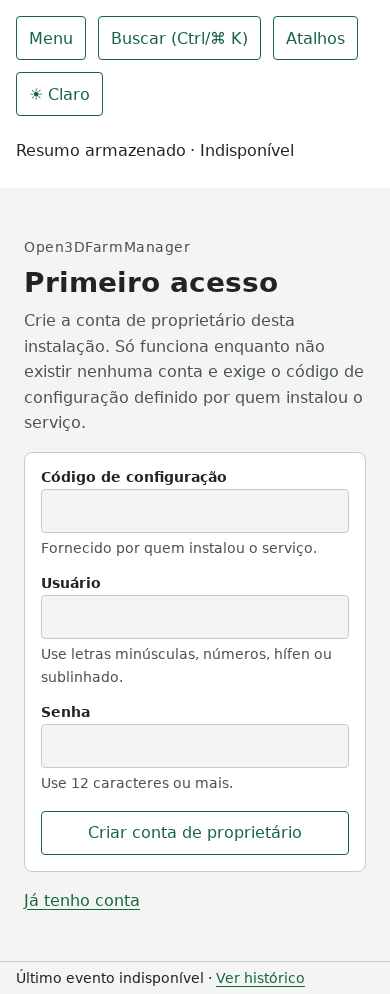 Menu
Buscar (Ctrl/⌘ K)
Atalhos
☀ Claro
Resumo armazenado · Indisponível
Open3DFarmManager
Primeiro acesso
Crie a conta de proprietário desta
instalação. Só funciona enquanto não
existir nenhuma conta e exige o código de
configuração definido por quem instalou o
serviço.
Código de configuração
Fornecido por quem instalou o serviço.
Usuário
Use letras minúsculas, números, hífen ou
sublinhado.
Senha
Use 12 caracteres ou mais.
Criar conta de proprietário
Já tenho conta
Último evento indisponível · Ver histórico